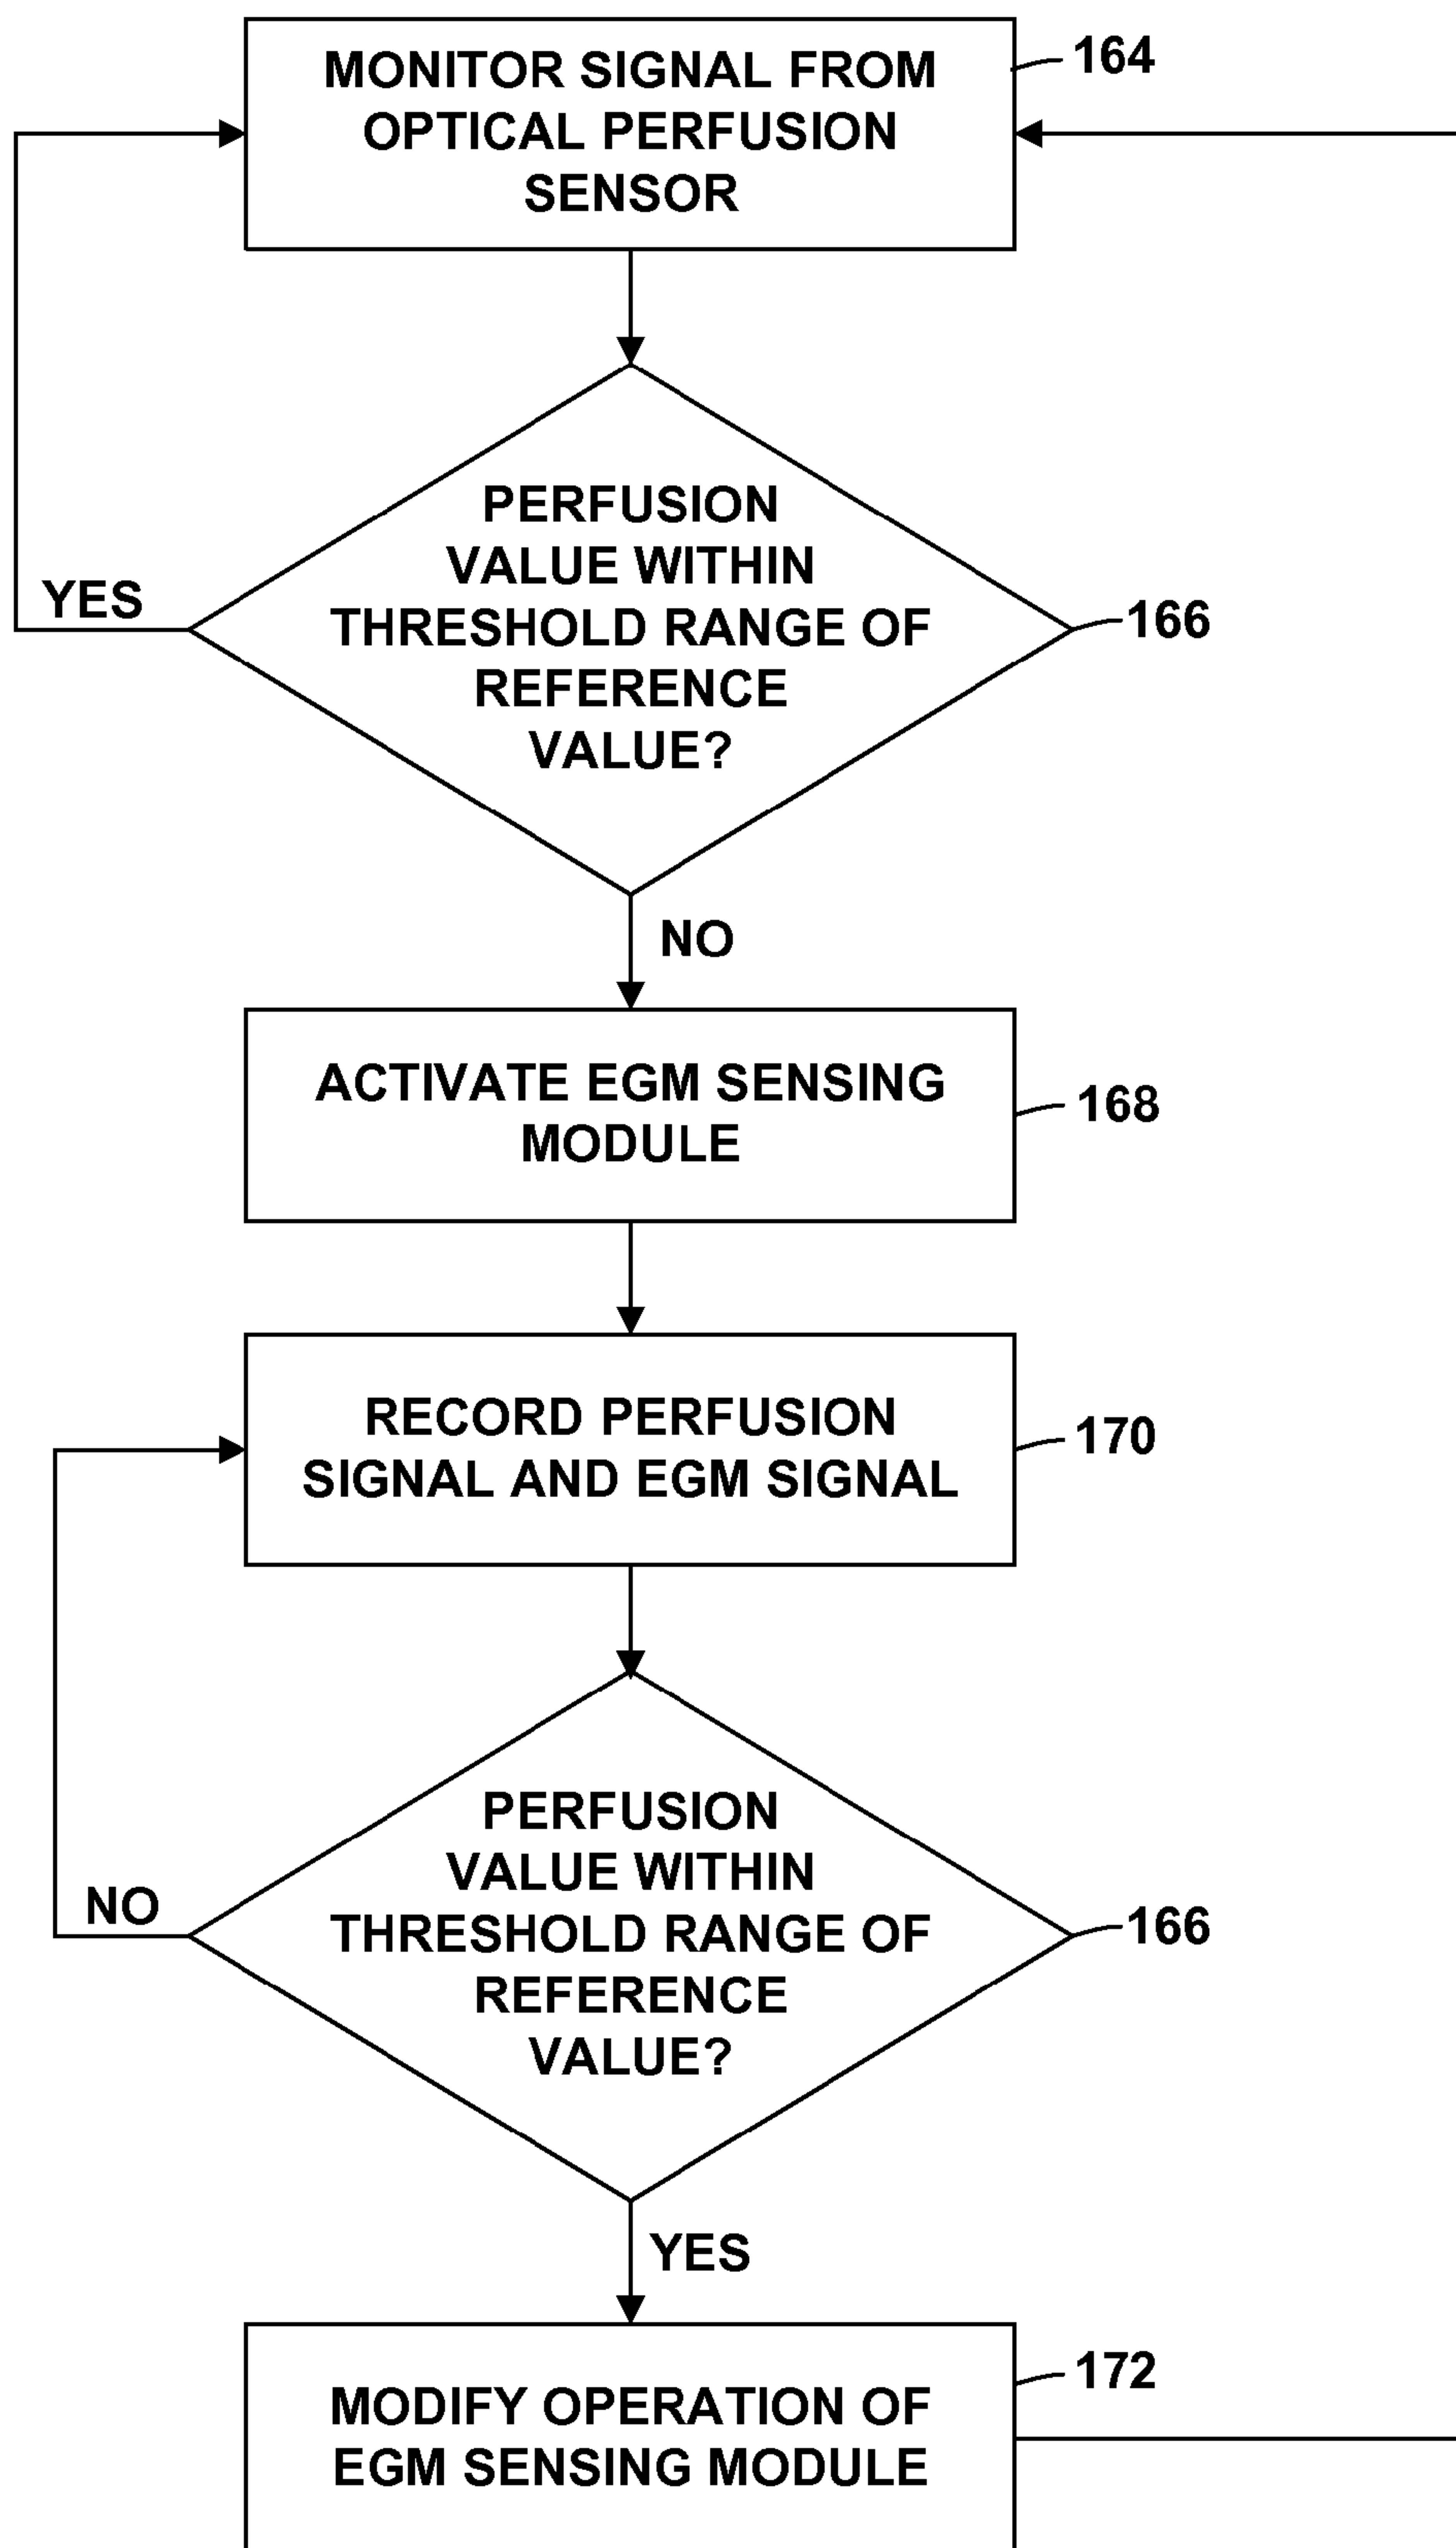 MONITOR SIGNAL FROM
OPTICAL PERFUSION
SENSOR
164
PERFUSION
VALUE WITHIN
THRESHOLD RANGE OF
REFERENCE
VALUE?
166
YES
NO
ACTIVATE EGM SENSING
MODULE
168
RECORD PERFUSION
SIGNAL AND EGM SIGNAL
170
PERFUSION
VALUE WITHIN
THRESHOLD RANGE OF
REFERENCE
VALUE?
166
NO
YES
MODIFY OPERATION OF
EGM SENSING MODULE
172